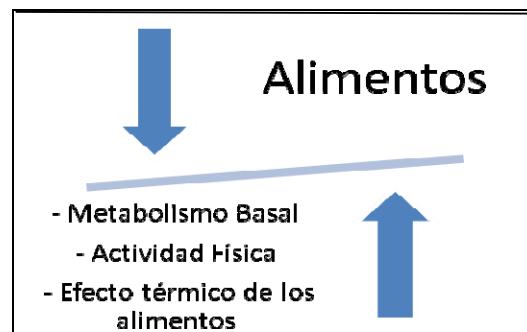 Alimentos
- Metabolismo Basal
- Actividad Física
- Efecto térmico de los
alimentos